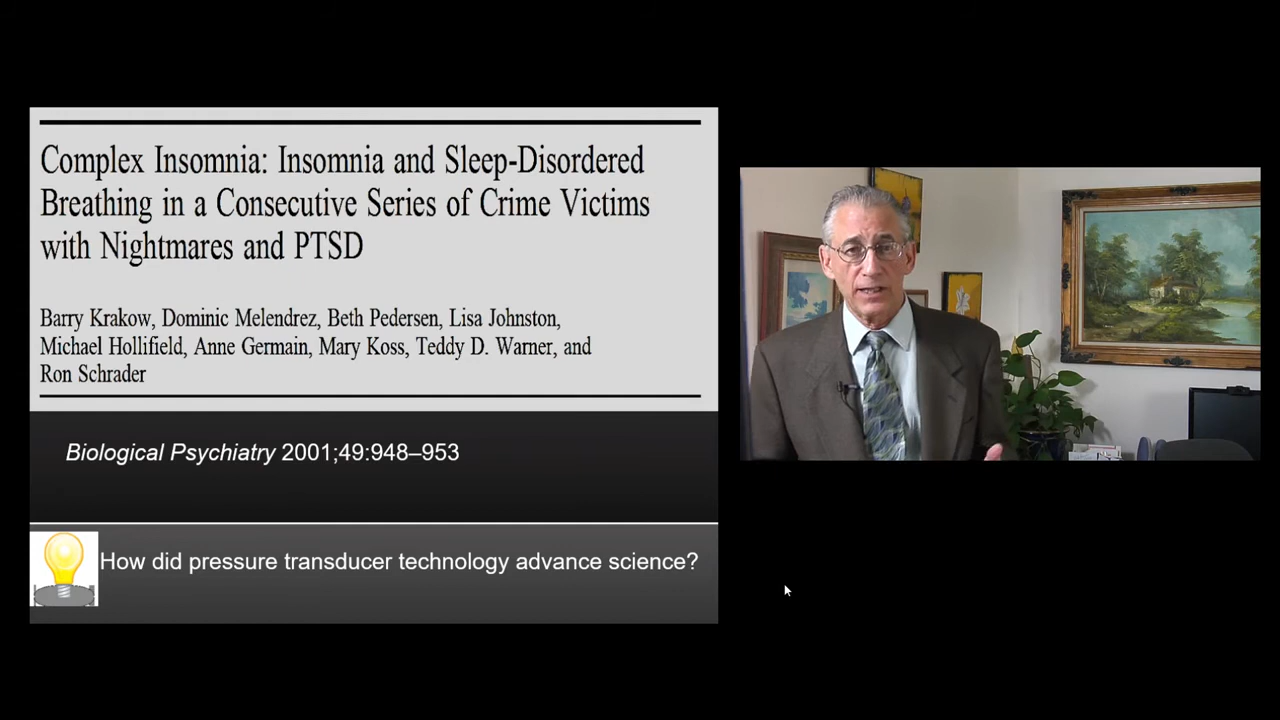 Complex Insomnia: Insomnia and Sleep-Disordered
Breathing in a Consecutive Series of Crime Victims
with Nightmares and PTSD
Barry Krakow, Dominic Melendrez, Beth Pedersen, Lisa Johnston,
Michael Hollifield, Anne Germain, Mary Koss, Teddy D. Warner, and
Ron Schrader
Biological Psychiatry 2001;49:948–953
How did pressure transducer technology advance science?